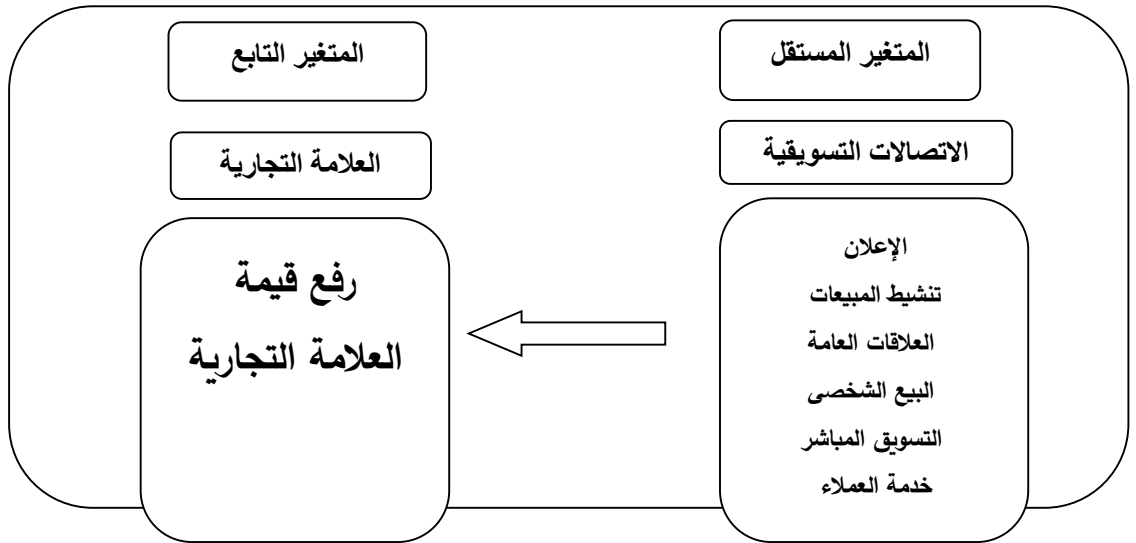 المتغير المستقل
الاتصالات التسويقية
الإعلان
تنشيط المبيعات
العلاقات العامة
البيع الشخصى
التسويق المباشر
خدمة العملاء
المتغير التابع
العلامة التجارية
رفع قيمة
العلامة التجارية